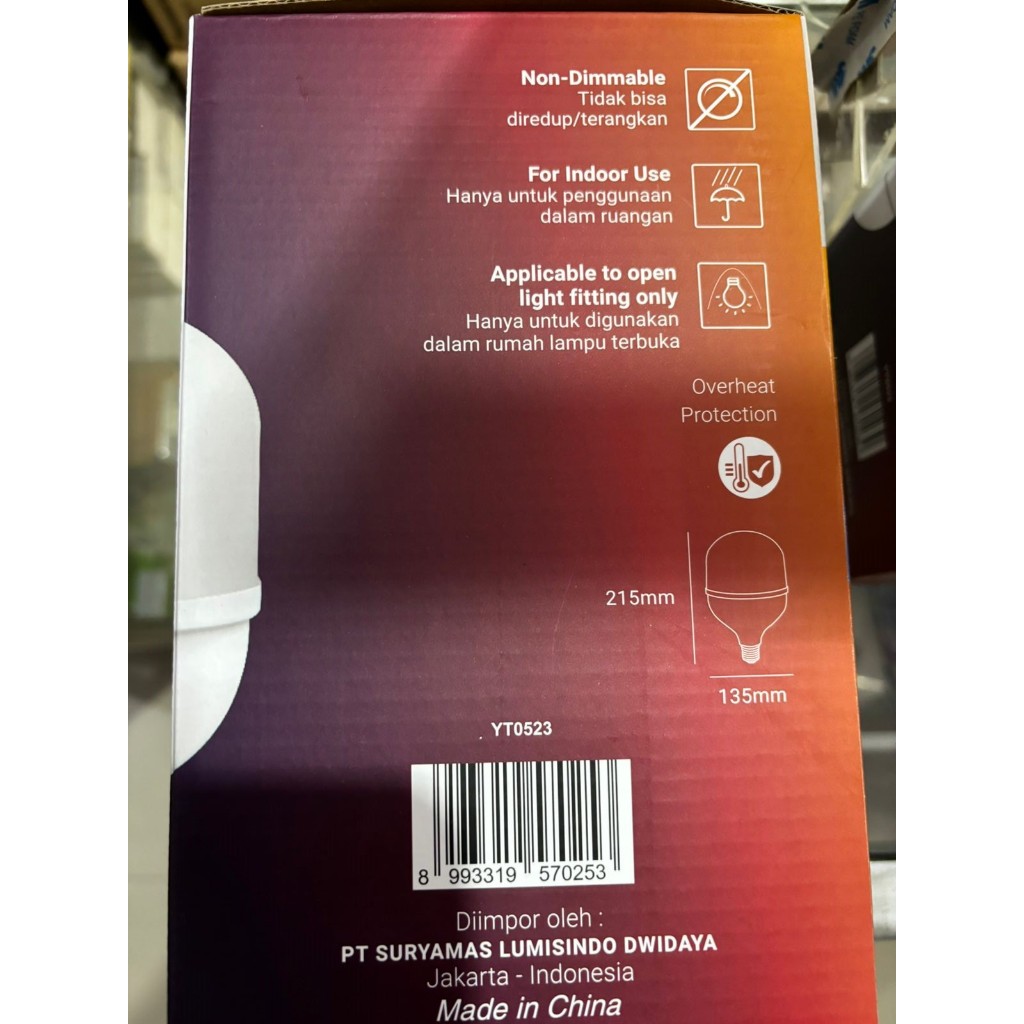 Non-Dimmable
Tidak bisa
diredup/terangkan
For Indoor Use
Hanya untuk penggunaan
dalam ruangan
Applicable to open
light fitting only
Hanya untuk digunakan
dalam rumah lampu terbuka
Overheat
Protection
215mm
135mm
YT0523
8 993319 570253
Diimpor oleh :
PT SURYAMAS LUMISINDO DWIDAYA
Jakarta - Indonesia
Made in China